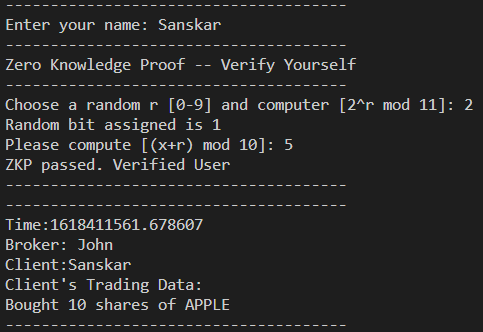 -----------------------------------
Enter your name: Sanskar
-----------------------------------
Zero Knowledge Proof -- Verify Yourself
-----------------------------------
Choose a random r [0-9] and computer [2^r mod 11]: 2
Random bit assigned is 1
Please compute [(x+r) mod 10]: 5
ZKP passed. Verified User
-----------------------------------
-----------------------------------
Time:1618411561.678607
Broker: John
Client:Sanskar
Client's Trading Data:
Bought 10 shares of APPLE
-----------------------------------